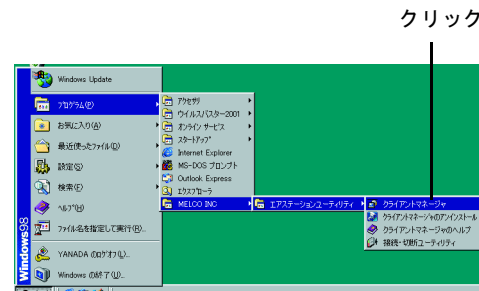 クリック
Windows Update
プログラム(P)
お気に入り(A)
最近使ったファイル(D)
設定(S)
検索(F)
ヘルプ(H)
ファイル名を指定して実行(R)...
YANADA のログオフ(L)...
Windows の終了(U)...
Windows98
アクセサリ
ウイルスバスター2001
オンライン サービス
スタートアップ
Internet Explorer
MS-DOS プロンプト
Outlook Express
エクスプローラ
MELCO INC
エアステーションユーティリティ
クライアントマネージャ
クライアントマネージャのアンインストール
クライアントマネージャのヘルプ
接続・切断ユーティリティ